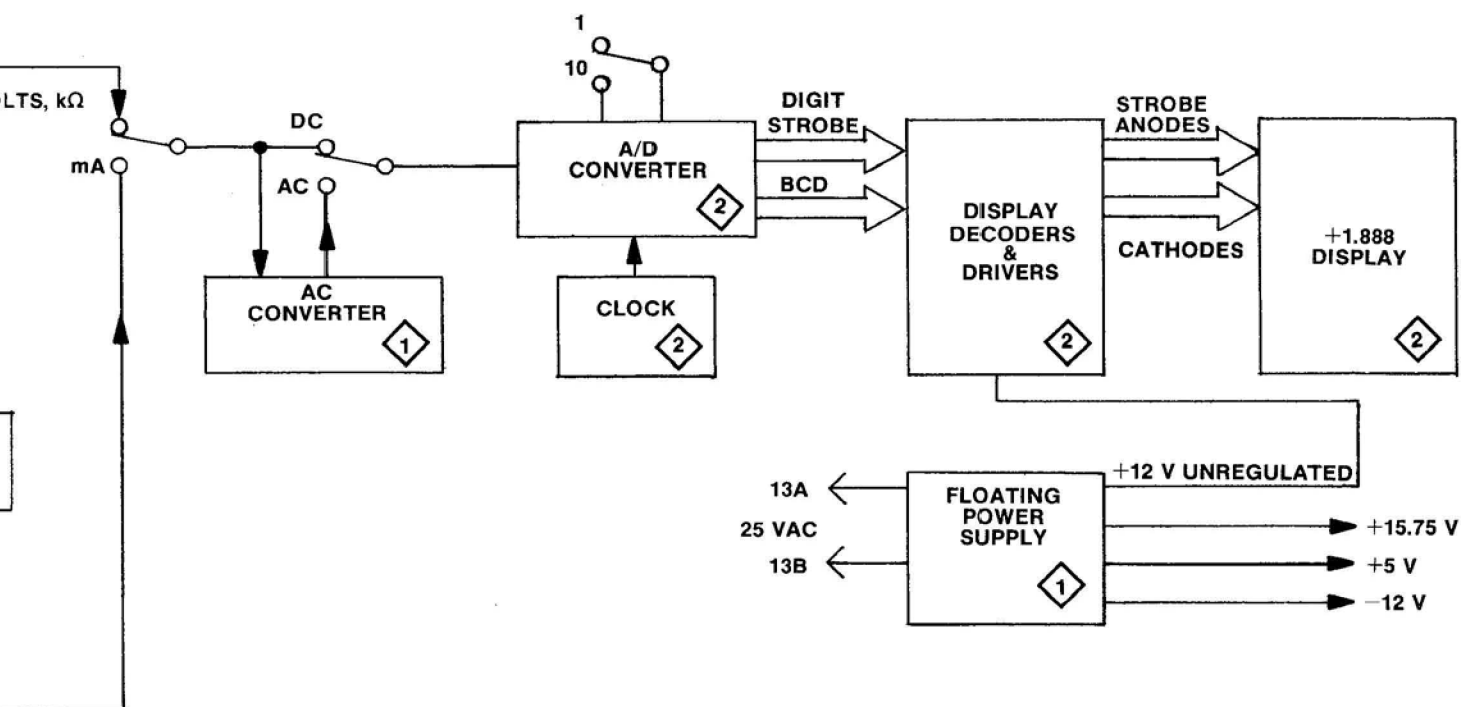 1
10
LTS, kΩ
mA
DC
AC
A/D
CONVERTER
2
DIGIT
STROBE
BCD
DISPLAY
DECODERS
&
DRIVERS
2
STROBE
ANODES
CATHODES
+1.888
DISPLAY
2
AC
CONVERTER
1
CLOCK
2
13A
25 VAC
13B
FLOATING
POWER
SUPPLY
1
+12 V UNREGULATED
+15.75 V
+5 V
−12 V